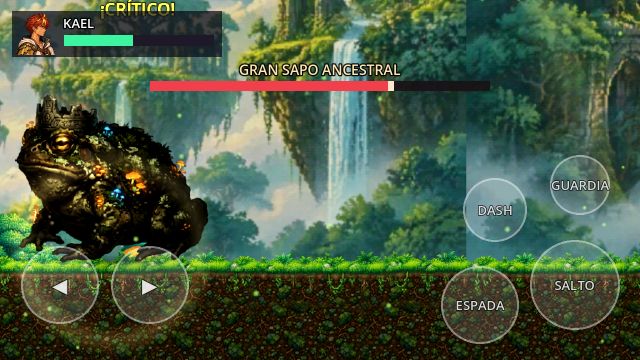 ¡CRÍTICO!
KAEL
GRAN SAPO ANCESTRAL
GUARDIA
DASH
SALTO
ESPADA